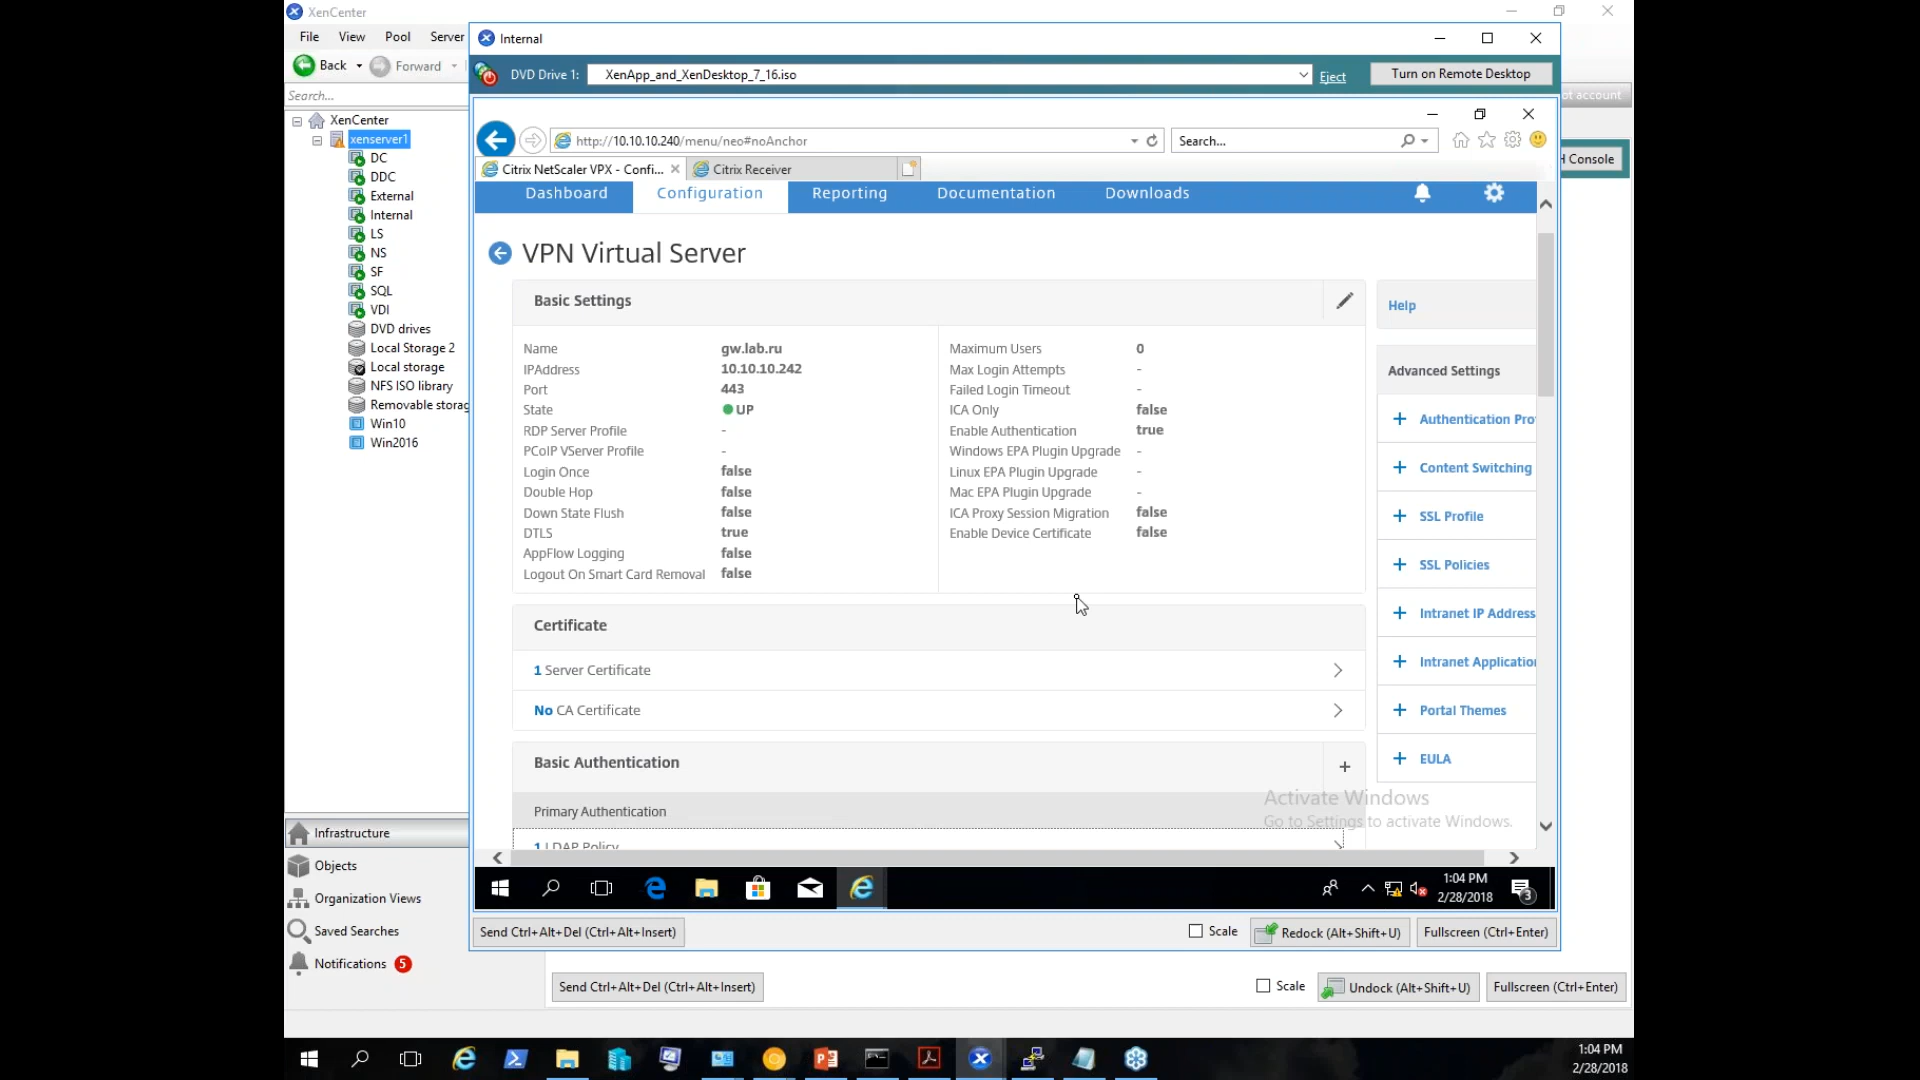 XenCenter
File View Pool Server
Back Forward
Search...
XenCenter
xenserver1
DC
DDC
External
Internal
LS
NS
SF
SQL
VDI
DVD drives
Local Storage 2
Local storage
NFS ISO library
Removable storag
Win10
Win2016
Infrastructure
Objects
Organization Views
Saved Searches
Notifications 5
Internal
DVD Drive 1: XenApp_and_XenDesktop_7_16.iso Eject Turn on Remote Desktop
ot account
Console
http://10.10.10.240/menu/neo#noAnchor Search...
Citrix NetScaler VPX - Confi... Citrix Receiver
Dashboard Configuration Reporting Documentation Downloads
VPN Virtual Server
Basic Settings
Name gw.lab.ru
IPAddress 10.10.10.242
Port 443
State UP
RDP Server Profile -
PCoIP VServer Profile -
Login Once false
Double Hop false
Down State Flush false
DTLS true
AppFlow Logging false
Logout On Smart Card Removal false
Maximum Users 0
Max Login Attempts -
Failed Login Timeout -
ICA Only false
Enable Authentication true
Windows EPA Plugin Upgrade -
Linux EPA Plugin Upgrade -
Mac EPA Plugin Upgrade -
ICA Proxy Session Migration false
Enable Device Certificate false
Certificate
1 Server Certificate
No CA Certificate
Basic Authentication
+
Primary Authentication
1 LDAP Policy
Help
Advanced Settings
+ Authentication Pro
+ Content Switching
+ SSL Profile
+ SSL Policies
+ Intranet IP Address
+ Intranet Application
+ Portal Themes
+ EULA
Activate Windows
Go to Settings to activate Windows.
1:04 PM
2/28/2018
3
Send Ctrl+Alt+Del (Ctrl+Alt+Insert) Scale Redock (Alt+Shift+U) Fullscreen (Ctrl+Enter)
Send Ctrl+Alt+Del (Ctrl+Alt+Insert) Scale Undock (Alt+Shift+U) Fullscreen (Ctrl+Enter)
1:04 PM
2/28/2018